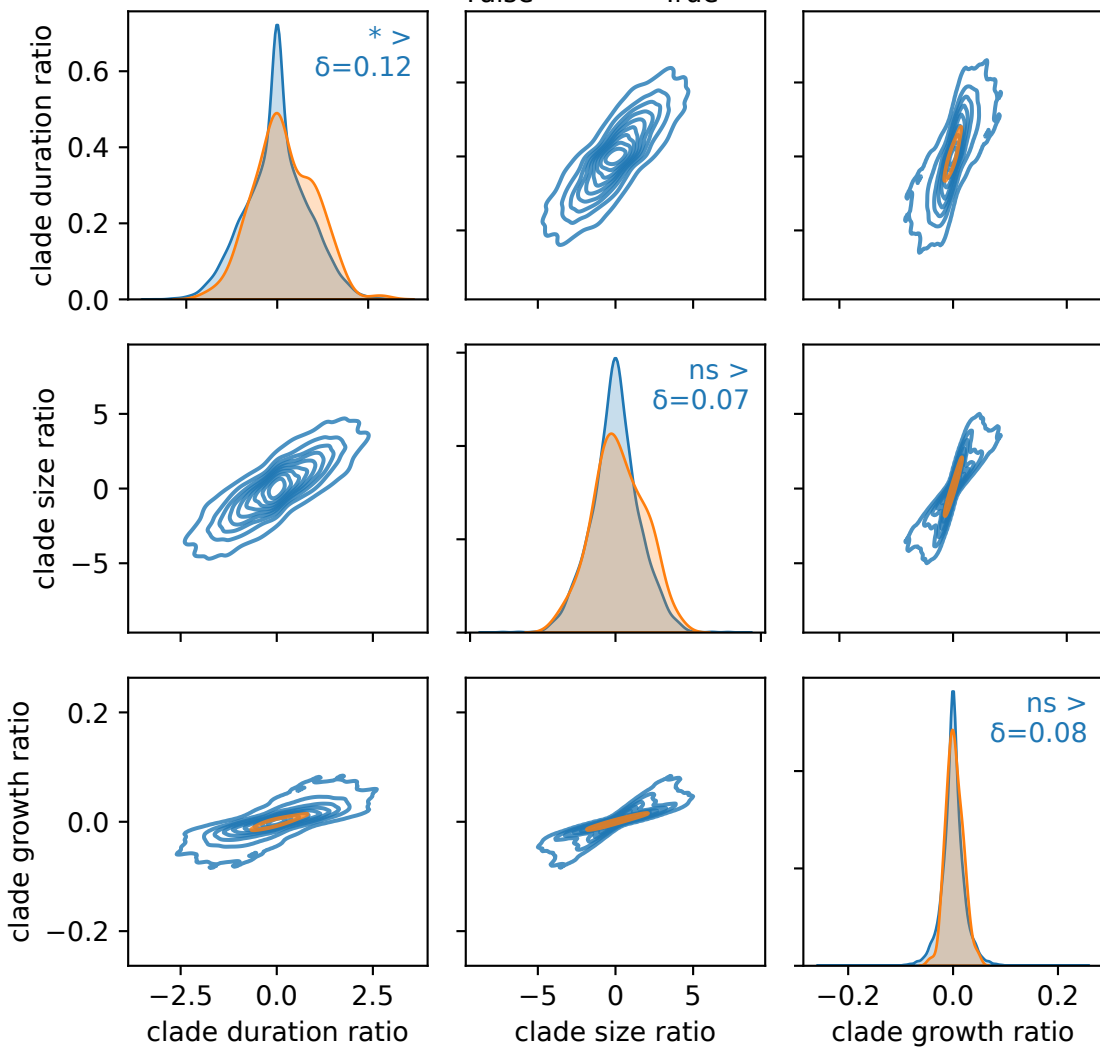 clade duration ratio
0.6
0.4
0.2
0.0
* >
δ=0.12
clade size ratio
5
0
−5
ns >
δ=0.07
clade growth ratio
0.2
0.0
−0.2
ns >
δ=0.08
−2.5 0.0 2.5
−5 0 5
−0.2 0.0 0.2
clade duration ratio
clade size ratio
clade growth ratio